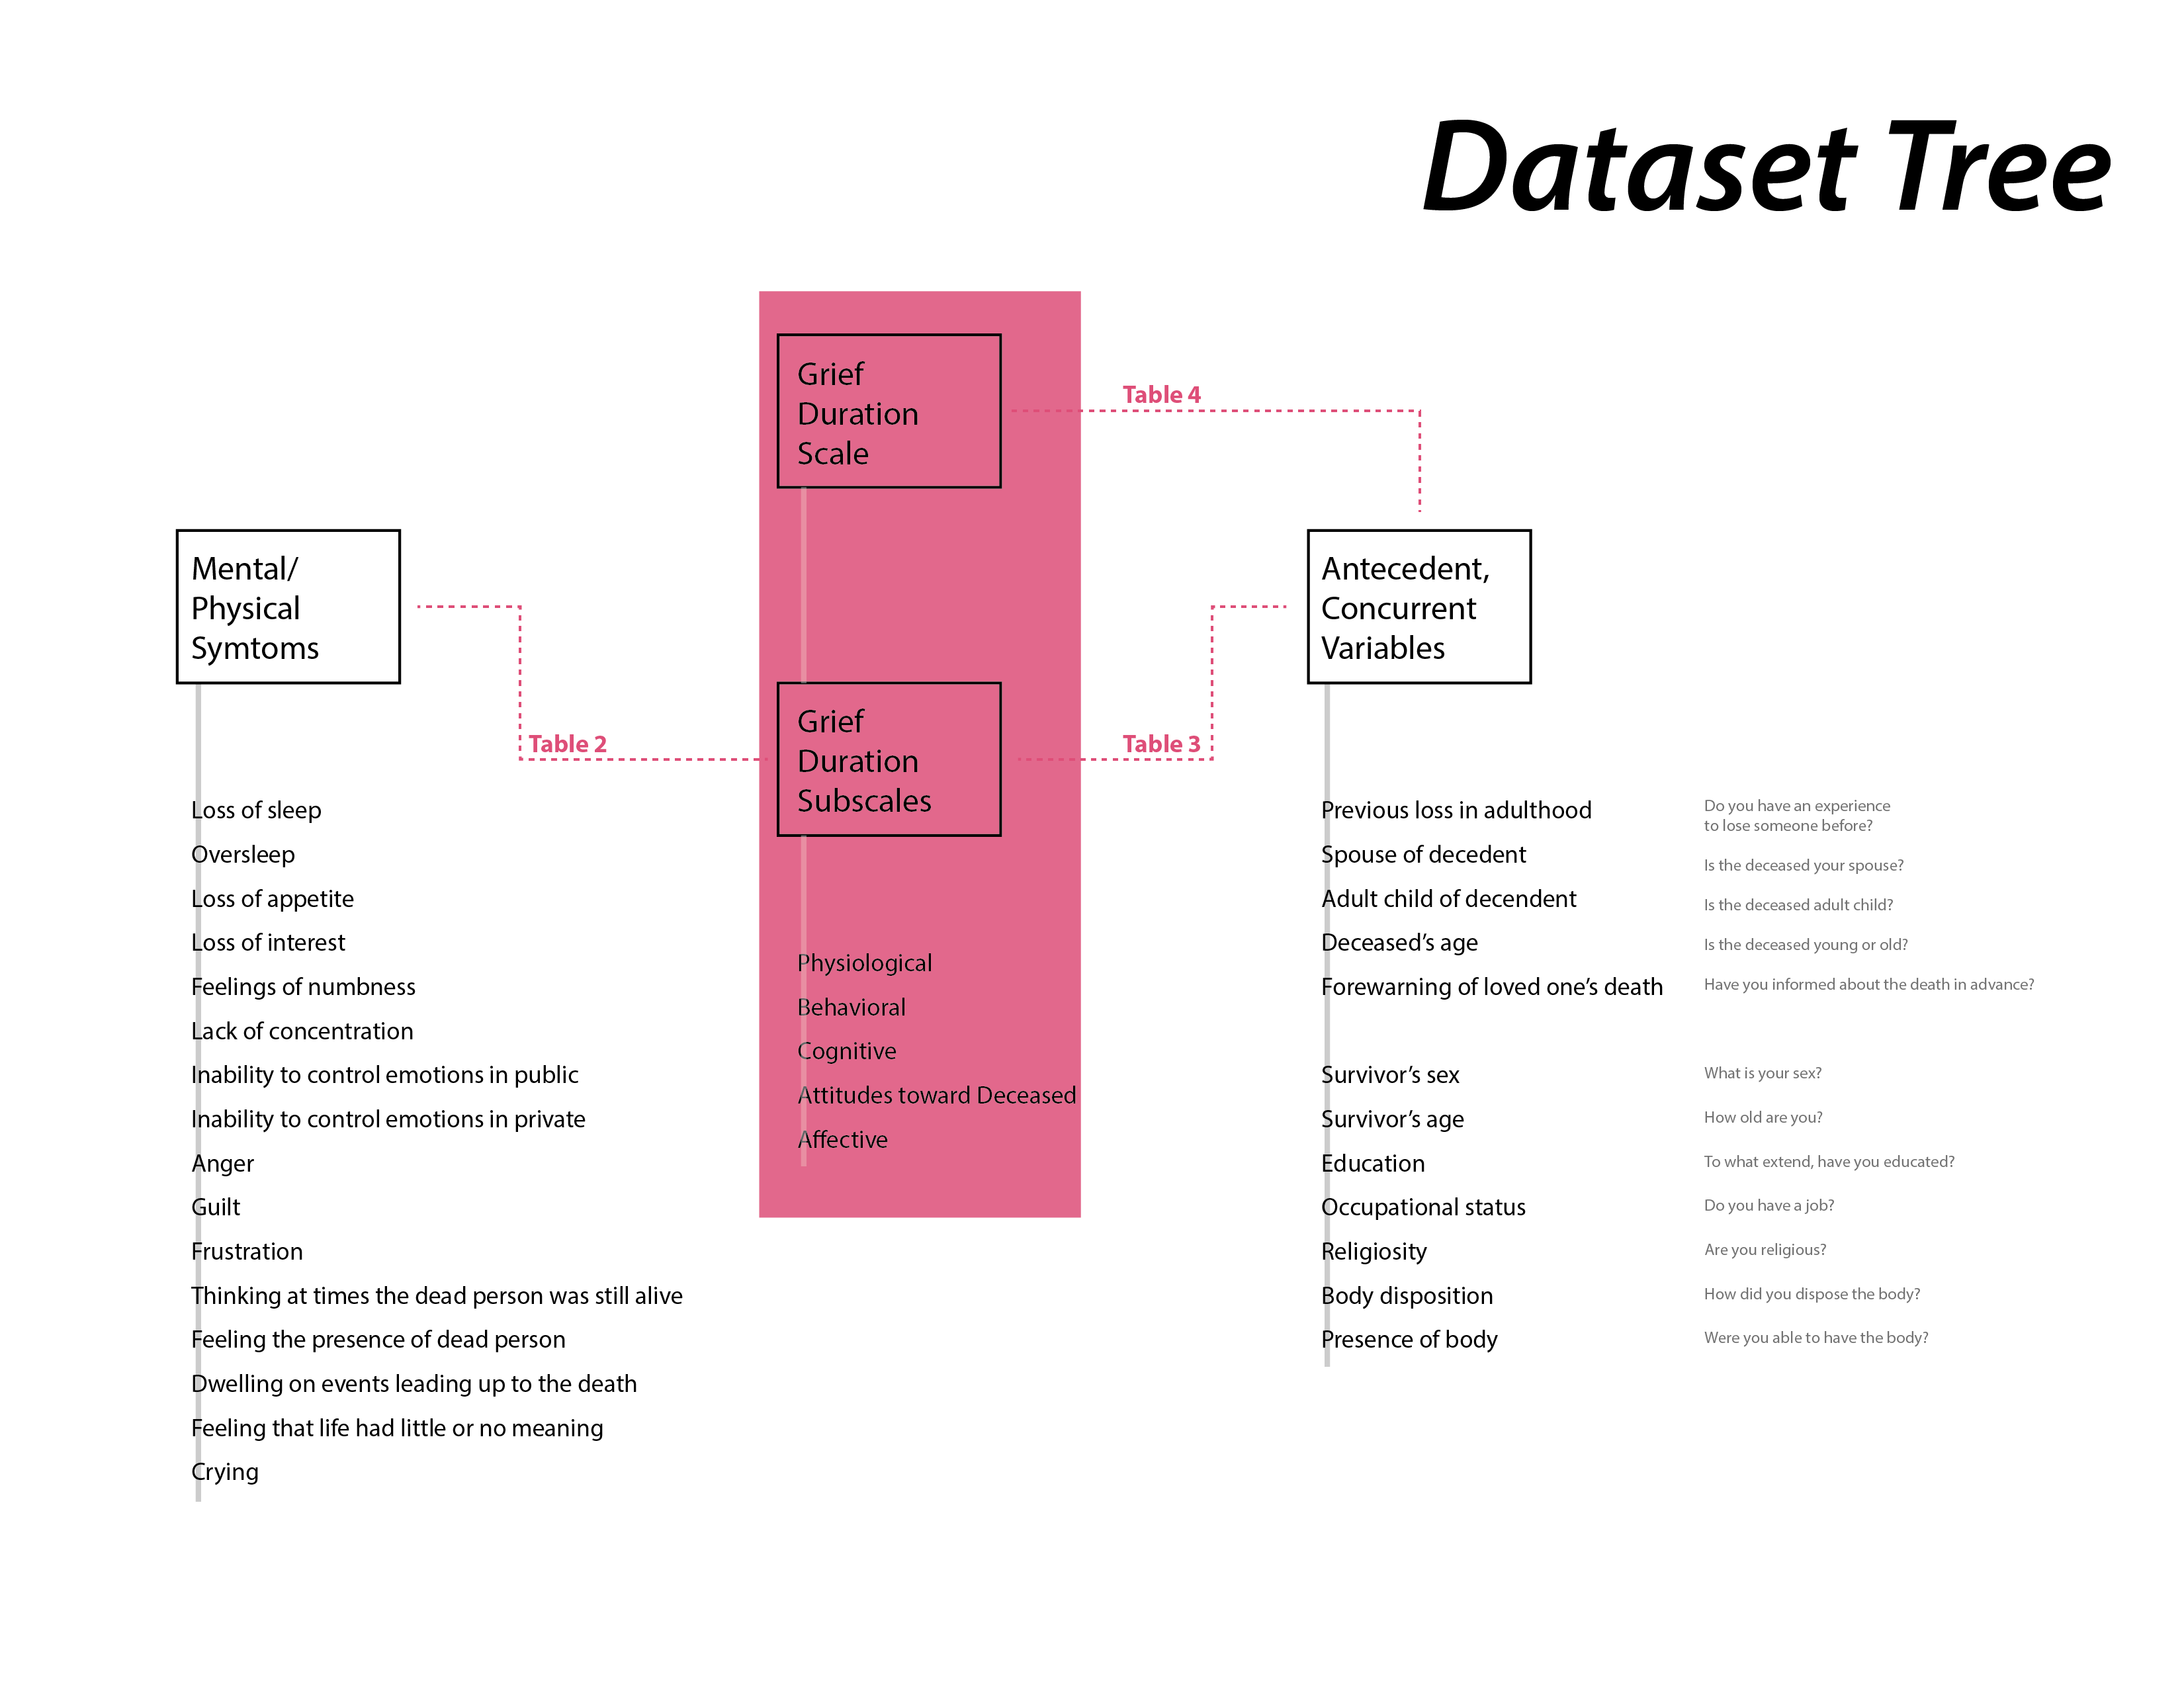 Dataset Tree
Grief
Duration
Scale
Table 4
Mental/
Physical
Symtoms
Antecedent,
Concurrent
Variables
Table 2
Grief
Duration
Subscales
Table 3
Loss of sleep
Oversleep
Loss of appetite
Loss of interest
Feelings of numbness
Lack of concentration
Inability to control emotions in public
Inability to control emotions in private
Anger
Guilt
Frustration
Thinking at times the dead person was still alive
Feeling the presence of dead person
Dwelling on events leading up to the death
Feeling that life had little or no meaning
Crying
Physiological
Behavioral
Cognitive
Attitudes toward Deceased
Affective
Previous loss in adulthood
Do you have an experience
to lose someone before?
Spouse of decedent
Is the deceased your spouse?
Adult child of decendent
Is the deceased adult child?
Deceased’s age
Is the deceased young or old?
Forewarning of loved one’s death
Have you informed about the death in advance?
Survivor’s sex
What is your sex?
Survivor’s age
How old are you?
Education
To what extend, have you educated?
Occupational status
Do you have a job?
Religiosity
Are you religious?
Body disposition
How did you dispose the body?
Presence of body
Were you able to have the body?